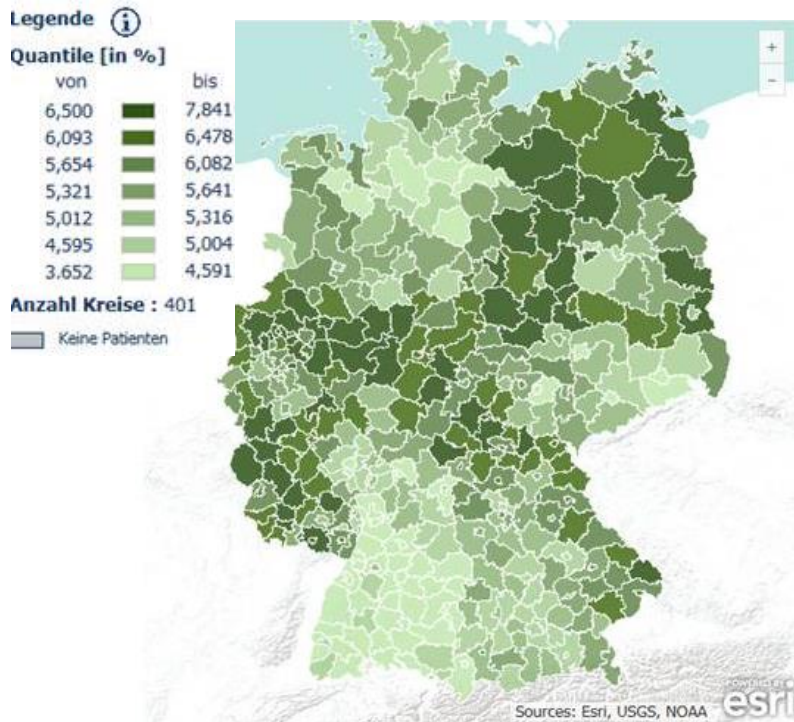 Legende i
Quantile [in %]
von bis
6,500 7,841
6,093 6,478
5,654 6,082
5,321 5,641
5,012 5,316
4,595 5,004
3.652 4,591
Anzahl Kreise : 401
Keine Patienten
+
−
POWERED BY
esri
Sources: Esri, USGS, NOAA